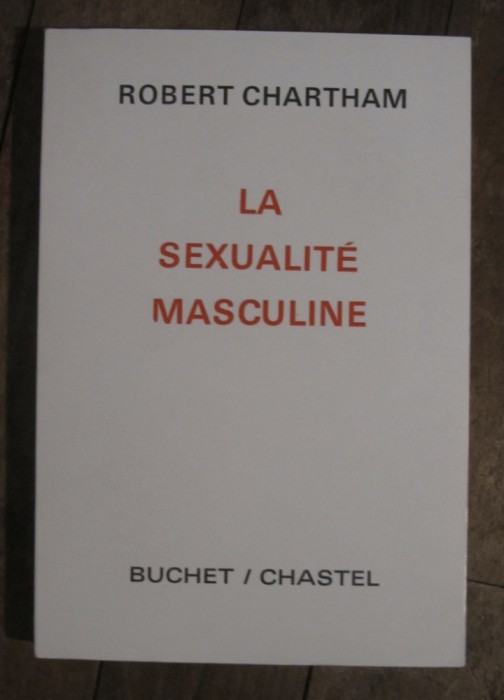 ROBERT CHARTHAM
LA
SEXUALITÉ
MASCULINE
BUCHET / CHASTEL